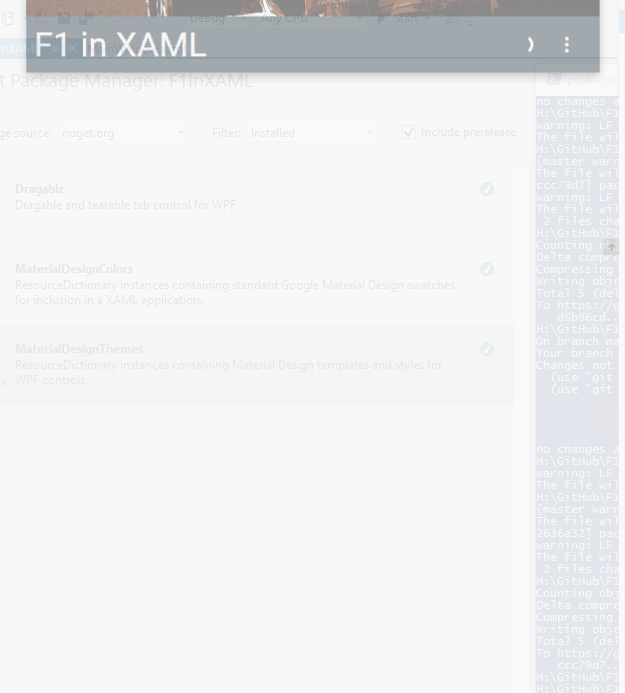 Debug
Any CPU
Start
F1 in XAML
Package Manager: F1InXAML
ge source: nuget.org
Filter: Installed
Include prerelease
Dragablz
Dragable and tearable tab control for WPF
MaterialDesignColors
ResourceDictionary instances containing standard Google Material Design swatches,
for inclusion in a XAML application.
MaterialDesignThemes
ResourceDictionary instances containing Material Design templates and styles for
WPF controls.
no changes a
H:\GitHub\F1
warning: LF
The file wil
H:\GitHub\F1
[master warn
The file wil
ccc79d7] pac
warning: LF
The file wil
2 files cha
H:\GitHub\F1
Counting ob
Delta compre
Compressing
Writing obje
Total 5 (del
To https://g
d6b86cd..
H:\GitHub\F1
On branch ma
Your branch
Changes not
(use "git
(use "git
no changes a
H:\GitHub\F1
warning: LF
The file wil
H:\GitHub\F1
[master warn
The file wil
2636a32] pac
warning: LF
The file wil
2 files cha
H:\GitHub\F1
Counting obj
Delta compre
Compressing
Writing obje
Total 5 (del
To https://g
ccc79d7..
H:\GitHub\F1
H:\GitHub\F1